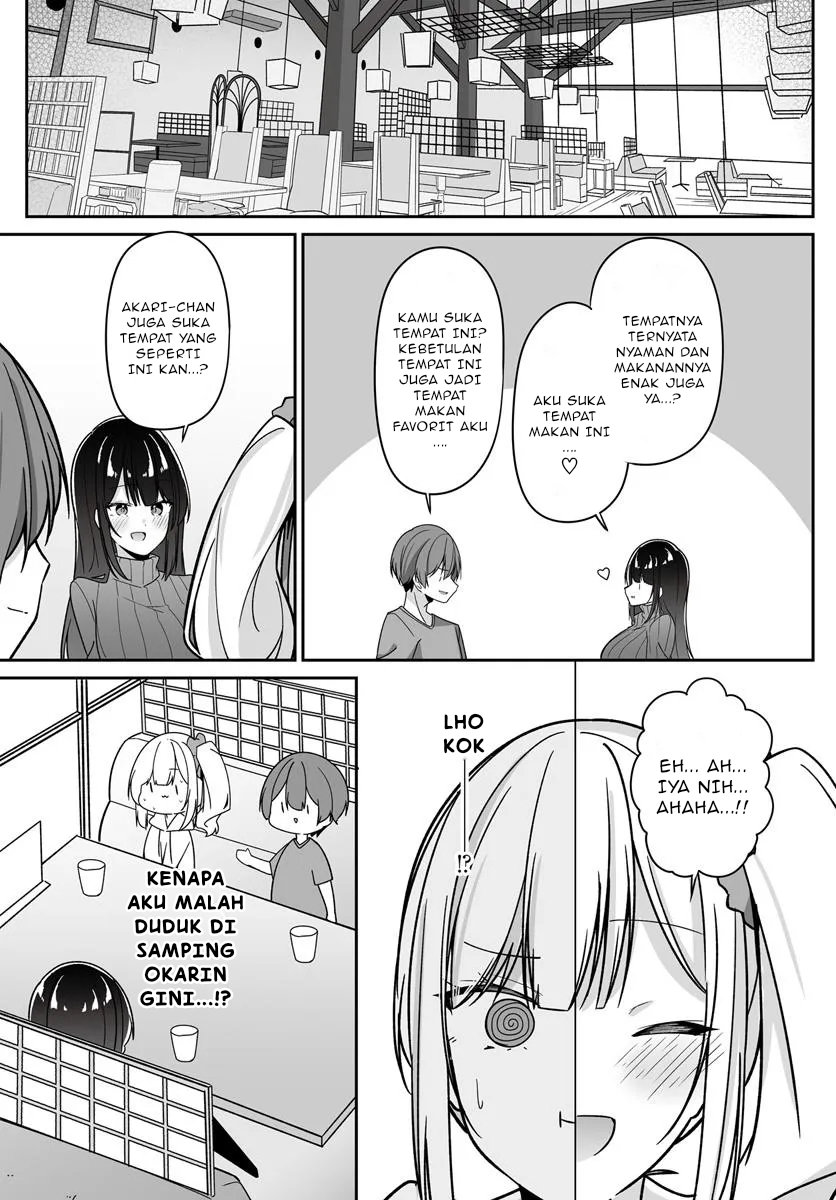 TEMPATNYA
TERNYATA
NYAMAN DAN
MAKANANNYA
ENAK JUGA
YA...?
AKU SUKA
TEMPAT
MAKAN INI
....
♡
KAMU SUKA
TEMPAT INI?
KEBETULAN
TEMPAT INI
JUGA JADI
TEMPAT
MAKAN
FAVORIT AKU
....
AKARI-CHAN
JUGA SUKA
TEMPAT YANG
SEPERTI
INI KAN...?
EH... AH...
IYA NIH...
AHAHA...!!
LHO
KOK
!?
KENAPA
AKU MALAH
DUDUK DI
SAMPING
OKARIN
GINI...!?